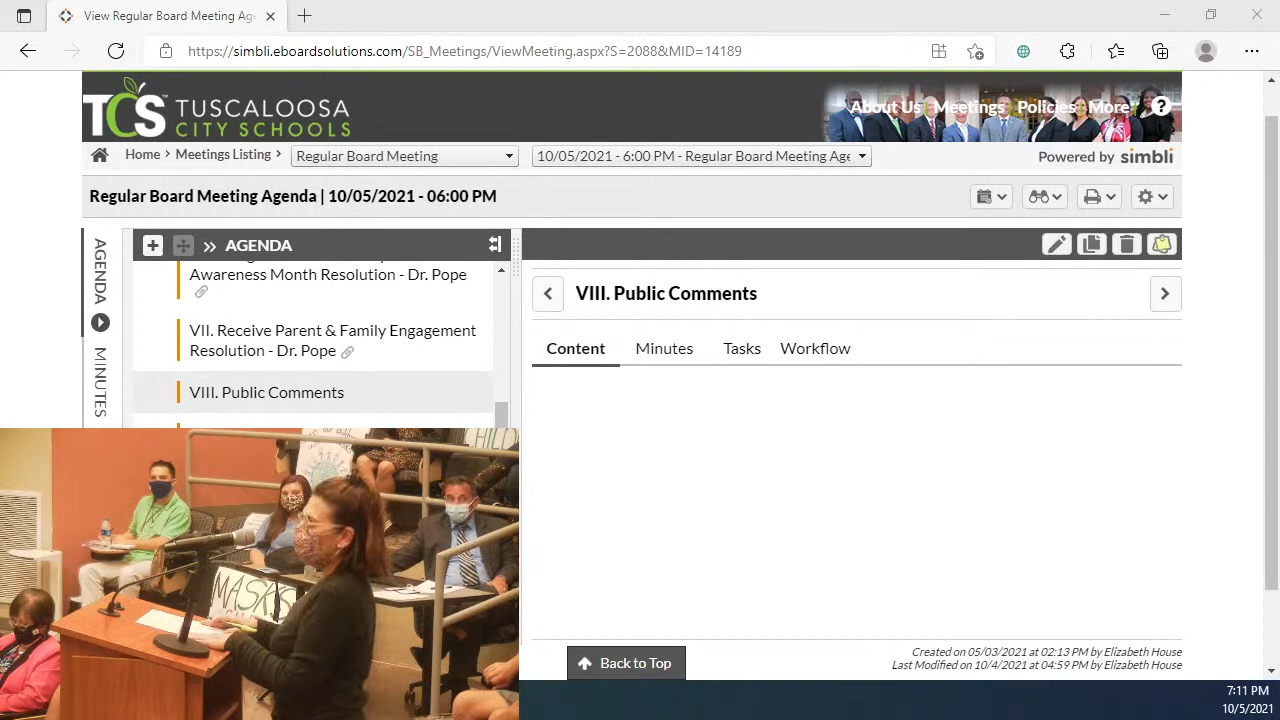 View Regular Board Meeting Age
https://simbli.eboardsolutions.com/SB_Meetings/ViewMeeting.aspx?S=2088&MID=14189
TCS TUSCALOOSA
CITY SCHOOLS
About Us Meetings Policies More
Home Meetings Listing Regular Board Meeting 10/05/2021 - 6:00 PM - Regular Board Meeting Age Powered by simbli
Regular Board Meeting Agenda | 10/05/2021 - 06:00 PM
AGENDA
MINUTES
AGENDA
Awareness Month Resolution - Dr. Pope
VII. Receive Parent & Family Engagement
Resolution - Dr. Pope
VIII. Public Comments
VIII. Public Comments
Content Minutes Tasks Workflow
CHILD
MASKS
Back to Top
Created on 05/03/2021 at 02:13 PM by Elizabeth House
Last Modified on 10/4/2021 at 04:59 PM by Elizabeth House
7:11 PM
10/5/2021